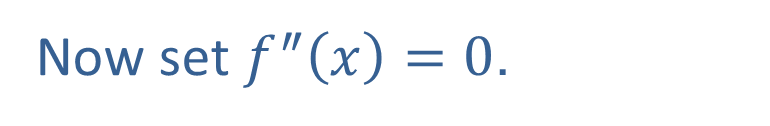 Now set f″(x) = 0.